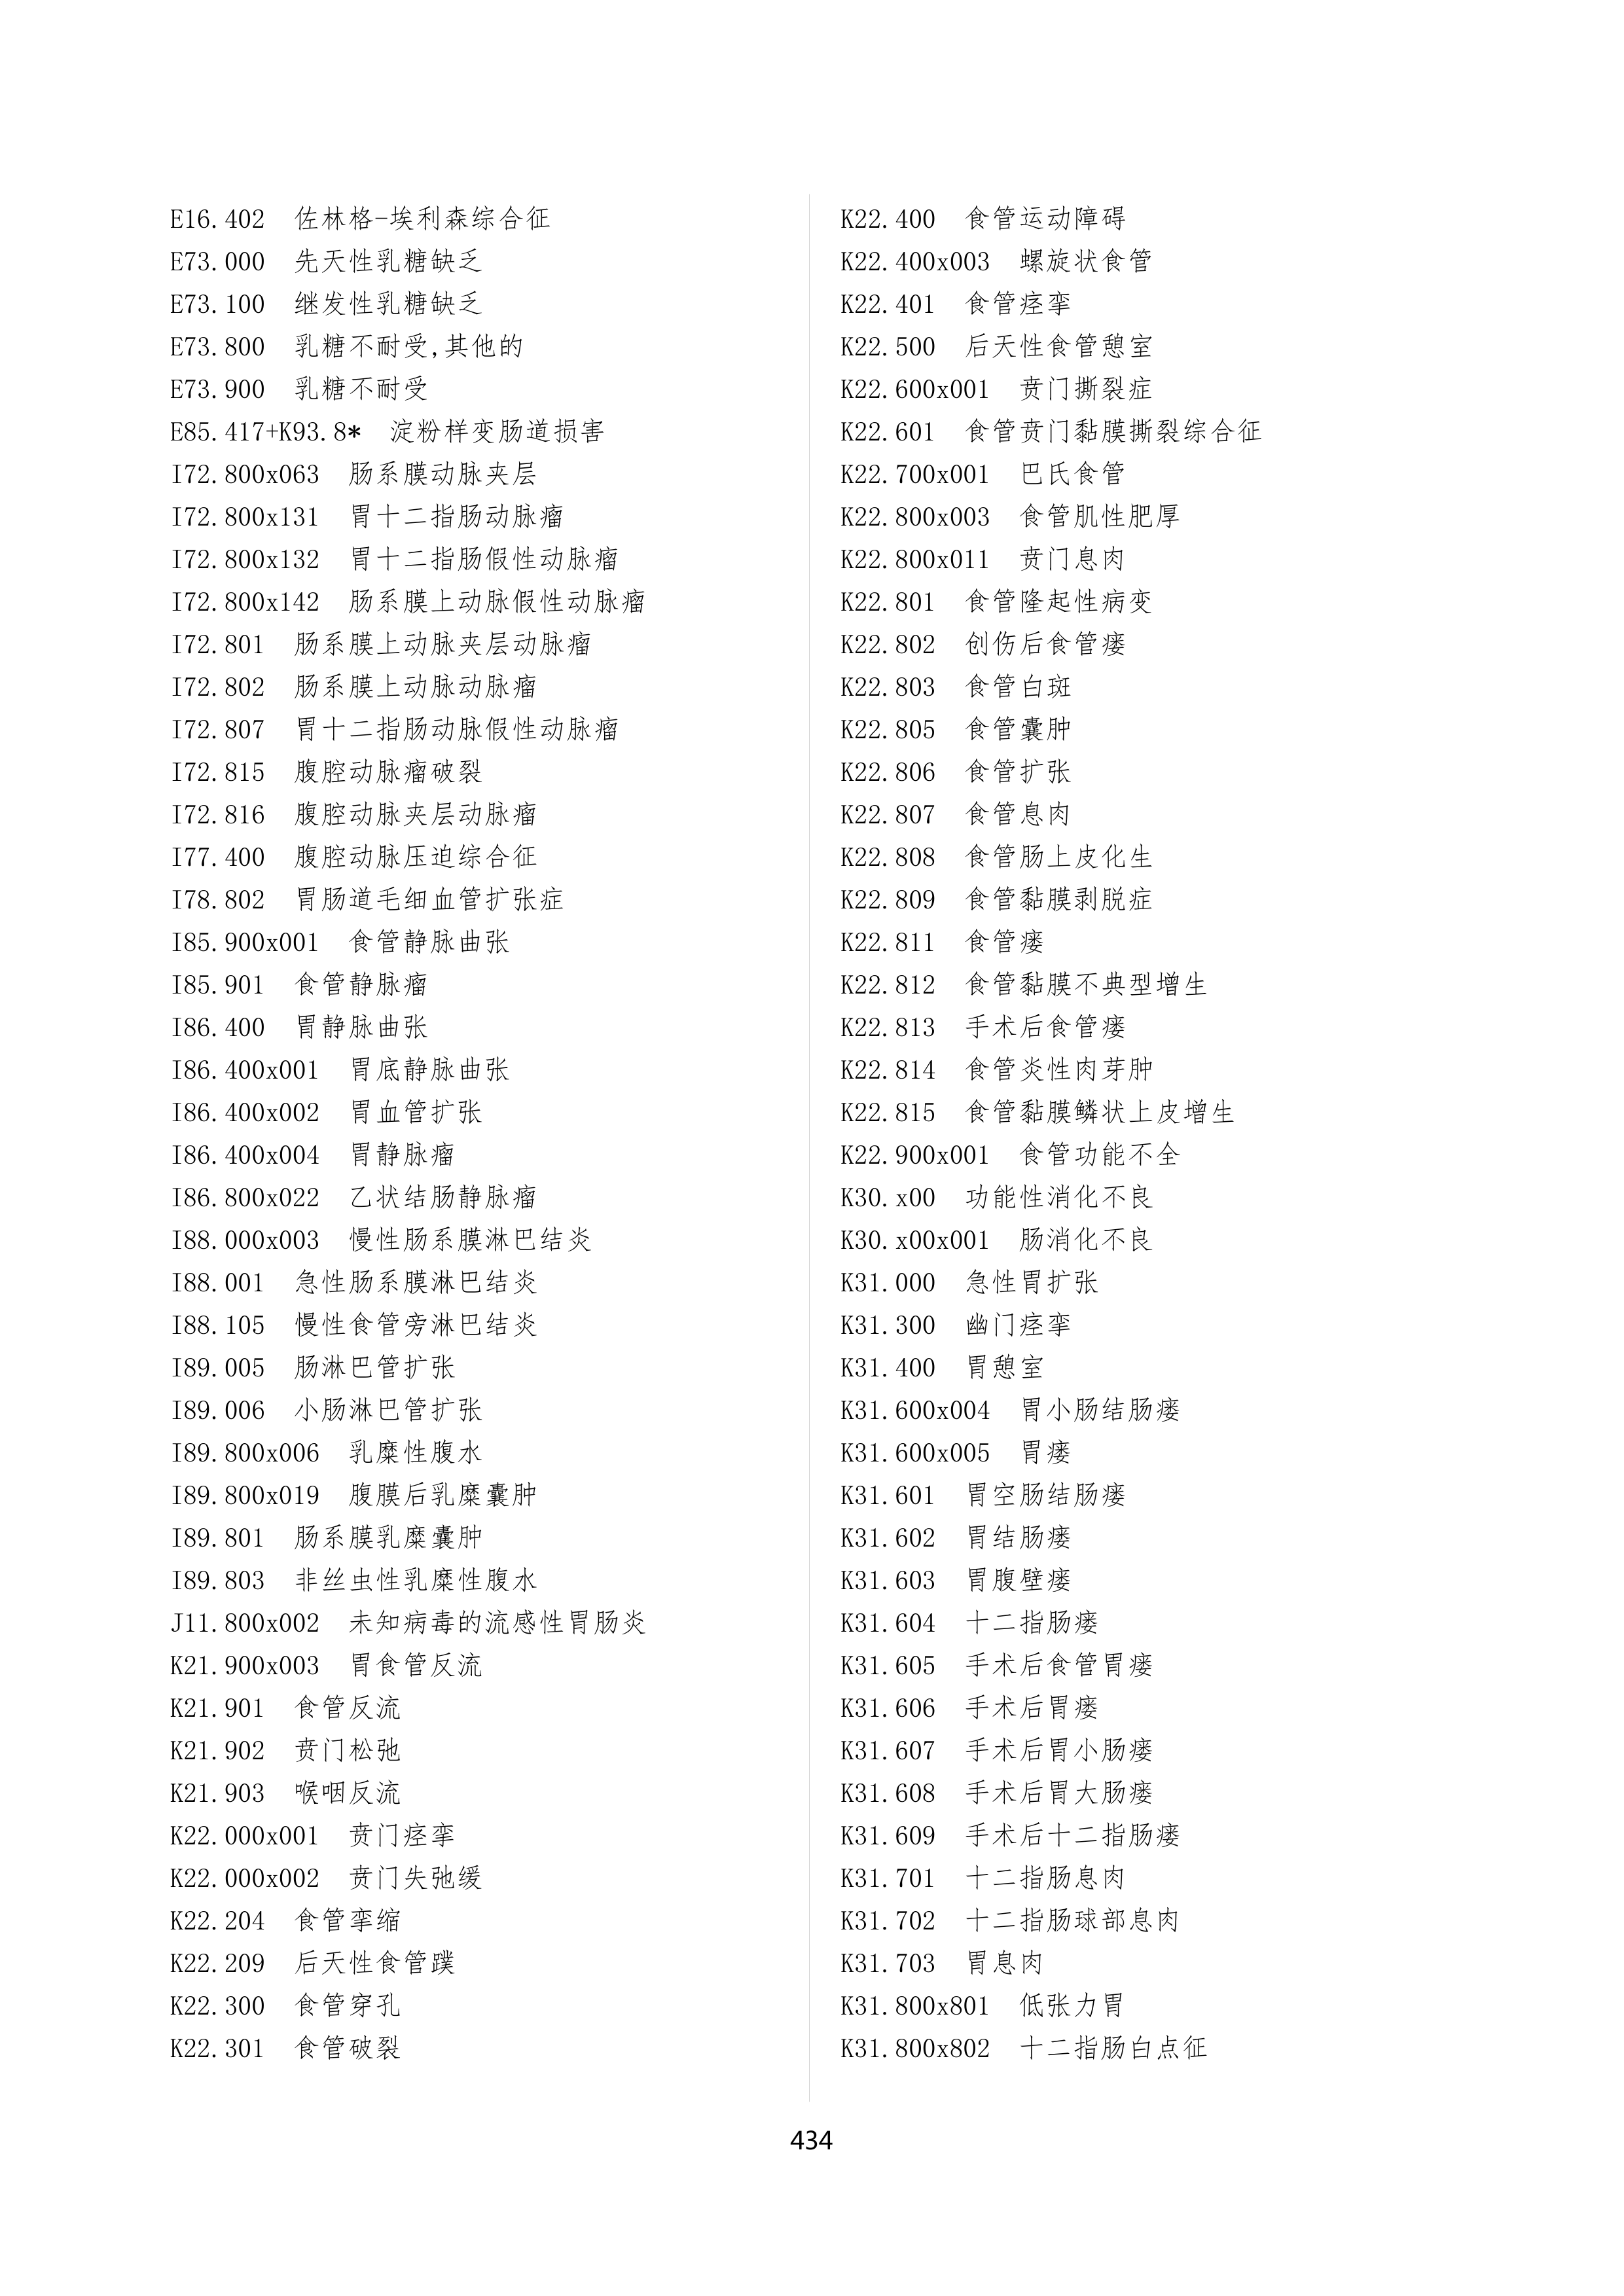 E16.402 佐林格-埃利森综合征
E73.000 先天性乳糖缺乏
E73.100 继发性乳糖缺乏
E73.800 乳糖不耐受,其他的
E73.900 乳糖不耐受
E85.417+K93.8* 淀粉样变肠道损害
I72.800x063 肠系膜动脉夹层
I72.800x131 胃十二指肠动脉瘤
I72.800x132 胃十二指肠假性动脉瘤
I72.800x142 肠系膜上动脉假性动脉瘤
I72.801 肠系膜上动脉夹层动脉瘤
I72.802 肠系膜上动脉动脉瘤
I72.807 胃十二指肠动脉假性动脉瘤
I72.815 腹腔动脉瘤破裂
I72.816 腹腔动脉夹层动脉瘤
I77.400 腹腔动脉压迫综合征
I78.802 胃肠道毛细血管扩张症
I85.900x001 食管静脉曲张
I85.901 食管静脉瘤
I86.400 胃静脉曲张
I86.400x001 胃底静脉曲张
I86.400x002 胃血管扩张
I86.400x004 胃静脉瘤
I86.800x022 乙状结肠静脉瘤
I88.000x003 慢性肠系膜淋巴结炎
I88.001 急性肠系膜淋巴结炎
I88.105 慢性食管旁淋巴结炎
I89.005 肠淋巴管扩张
I89.006 小肠淋巴管扩张
I89.800x006 乳糜性腹水
I89.800x019 腹膜后乳糜囊肿
I89.801 肠系膜乳糜囊肿
I89.803 非丝虫性乳糜性腹水
J11.800x002 未知病毒的流感性胃肠炎
K21.900x003 胃食管反流
K21.901 食管反流
K21.902 贲门松弛
K21.903 喉咽反流
K22.000x001 贲门痉挛
K22.000x002 贲门失弛缓
K22.204 食管挛缩
K22.209 后天性食管蹼
K22.300 食管穿孔
K22.301 食管破裂
K22.400 食管运动障碍
K22.400x003 螺旋状食管
K22.401 食管痉挛
K22.500 后天性食管憩室
K22.600x001 贲门撕裂症
K22.601 食管贲门黏膜撕裂综合征
K22.700x001 巴氏食管
K22.800x003 食管肌性肥厚
K22.800x011 贲门息肉
K22.801 食管隆起性病变
K22.802 创伤后食管瘘
K22.803 食管白斑
K22.805 食管囊肿
K22.806 食管扩张
K22.807 食管息肉
K22.808 食管肠上皮化生
K22.809 食管黏膜剥脱症
K22.811 食管瘘
K22.812 食管黏膜不典型增生
K22.813 手术后食管瘘
K22.814 食管炎性肉芽肿
K22.815 食管黏膜鳞状上皮增生
K22.900x001 食管功能不全
K30.x00 功能性消化不良
K30.x00x001 肠消化不良
K31.000 急性胃扩张
K31.300 幽门痉挛
K31.400 胃憩室
K31.600x004 胃小肠结肠瘘
K31.600x005 胃瘘
K31.601 胃空肠结肠瘘
K31.602 胃结肠瘘
K31.603 胃腹壁瘘
K31.604 十二指肠瘘
K31.605 手术后食管胃瘘
K31.606 手术后胃瘘
K31.607 手术后胃小肠瘘
K31.608 手术后胃大肠瘘
K31.609 手术后十二指肠瘘
K31.701 十二指肠息肉
K31.702 十二指肠球部息肉
K31.703 胃息肉
K31.800x801 低张力胃
K31.800x802 十二指肠白点征
434